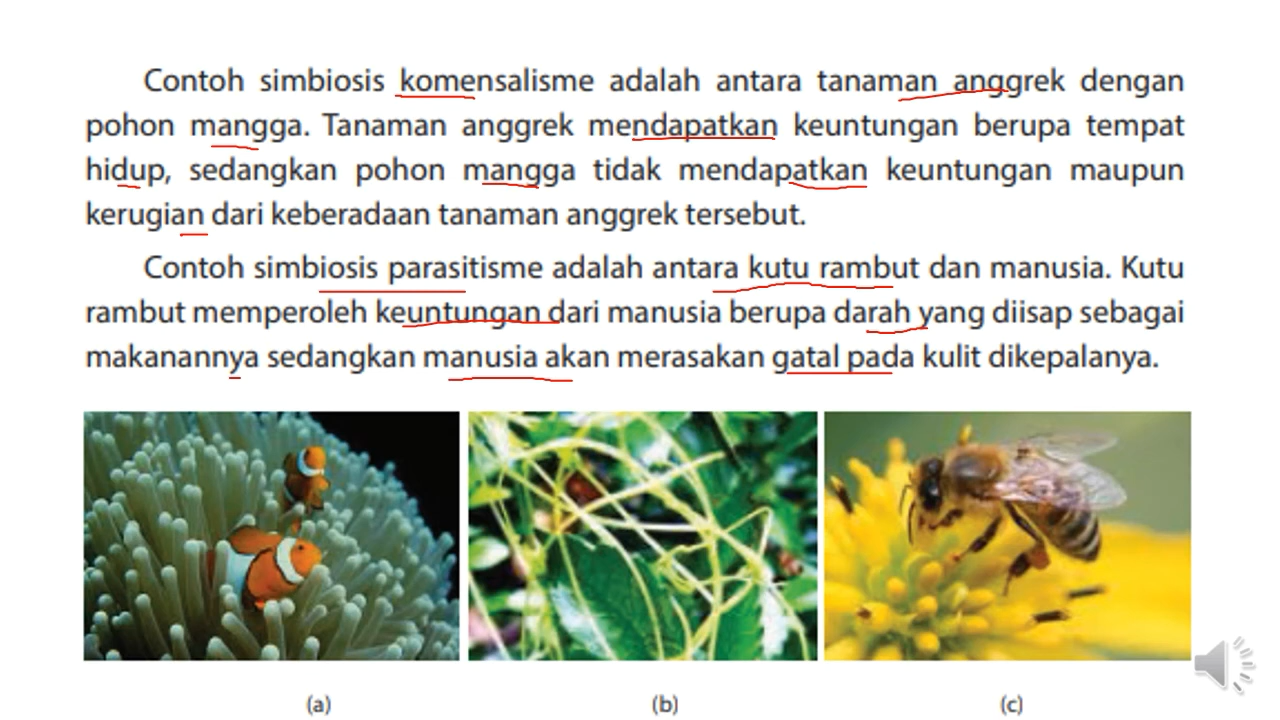 Contoh simbiosis komensalisme adalah antara tanaman anggrek dengan
pohon mangga. Tanaman anggrek mendapatkan keuntungan berupa tempat
hidup, sedangkan pohon mangga tidak mendapatkan keuntungan maupun
kerugian dari keberadaan tanaman anggrek tersebut.
Contoh simbiosis parasitisme adalah antara kutu rambut dan manusia. Kutu
rambut memperoleh keuntungan dari manusia berupa darah yang diisap sebagai
makanannya sedangkan manusia akan merasakan gatal pada kulit dikepalanya.
(a) (b) (c)